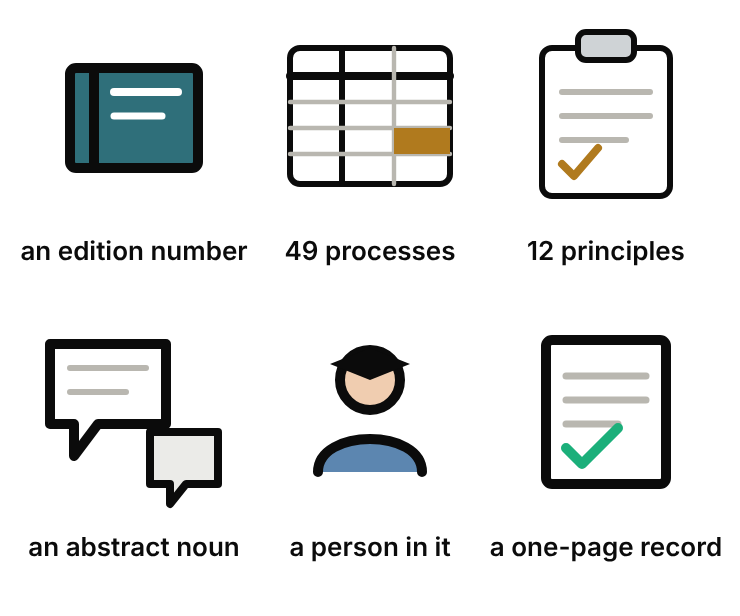 an edition number
49 processes
12 principles
an abstract noun
a person in it
a one-page record